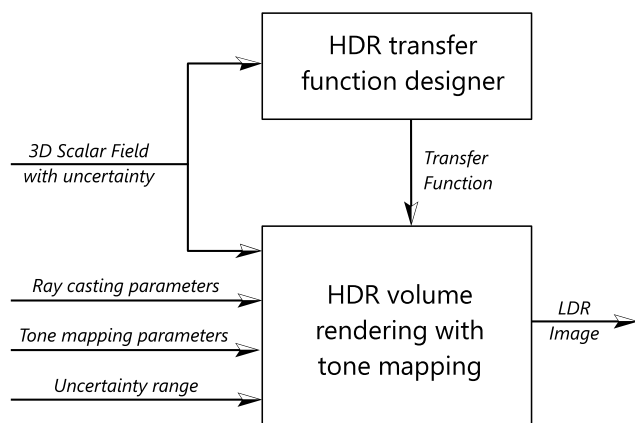 HDR transfer
function designer
3D Scalar Field
with uncertainty
Transfer
Function
Ray casting parameters
Tone mapping parameters
Uncertainty range
HDR volume
rendering with
tone mapping
LDR
Image